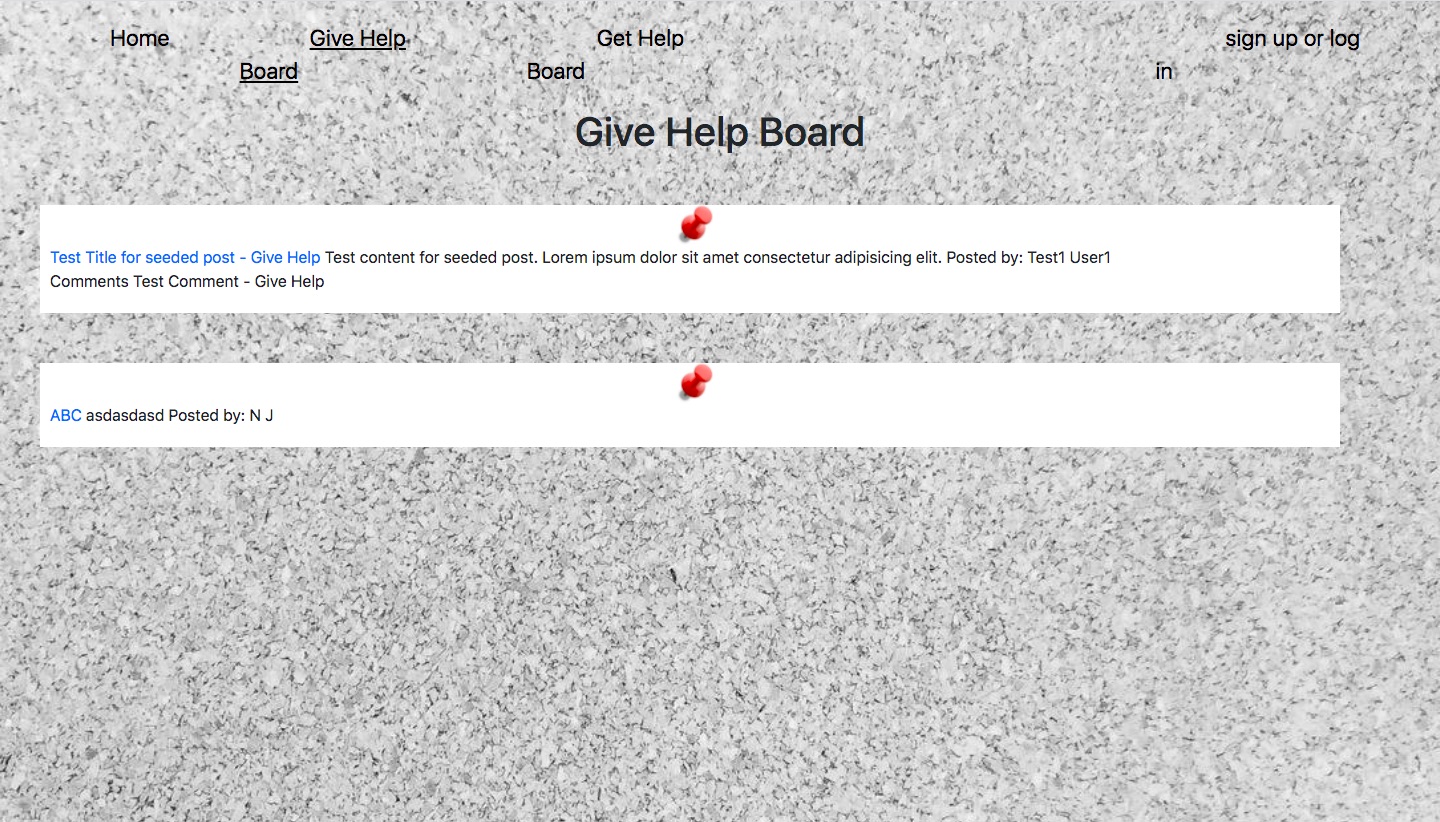 Home Give Help Get Help sign up or log
Board Board in
Give Help Board
Test Title for seeded post - Give Help Test content for seeded post. Lorem ipsum dolor sit amet consectetur adipisicing elit. Posted by: Test1 User1
Comments Test Comment - Give Help
ABC asdasdasd Posted by: N J